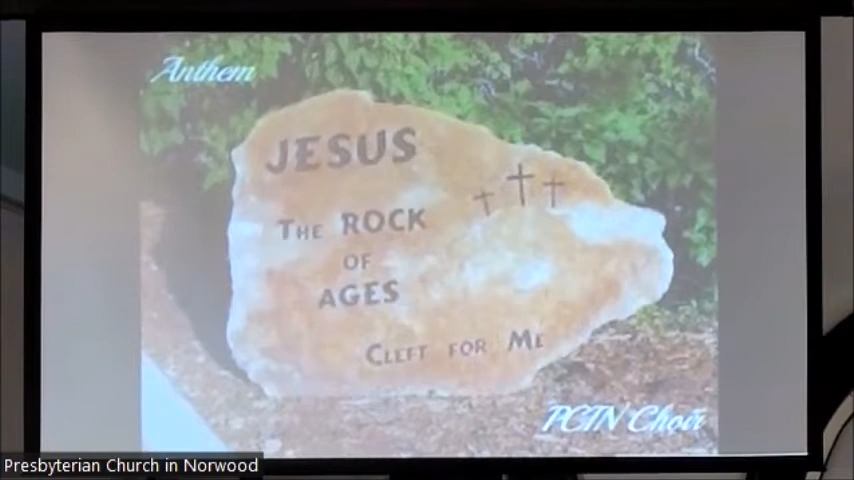 Anthem
JESUS
THE ROCK
OF
AGES
CLEFT FOR ME
PCIN Choir
Presbyterian Church in Norwood